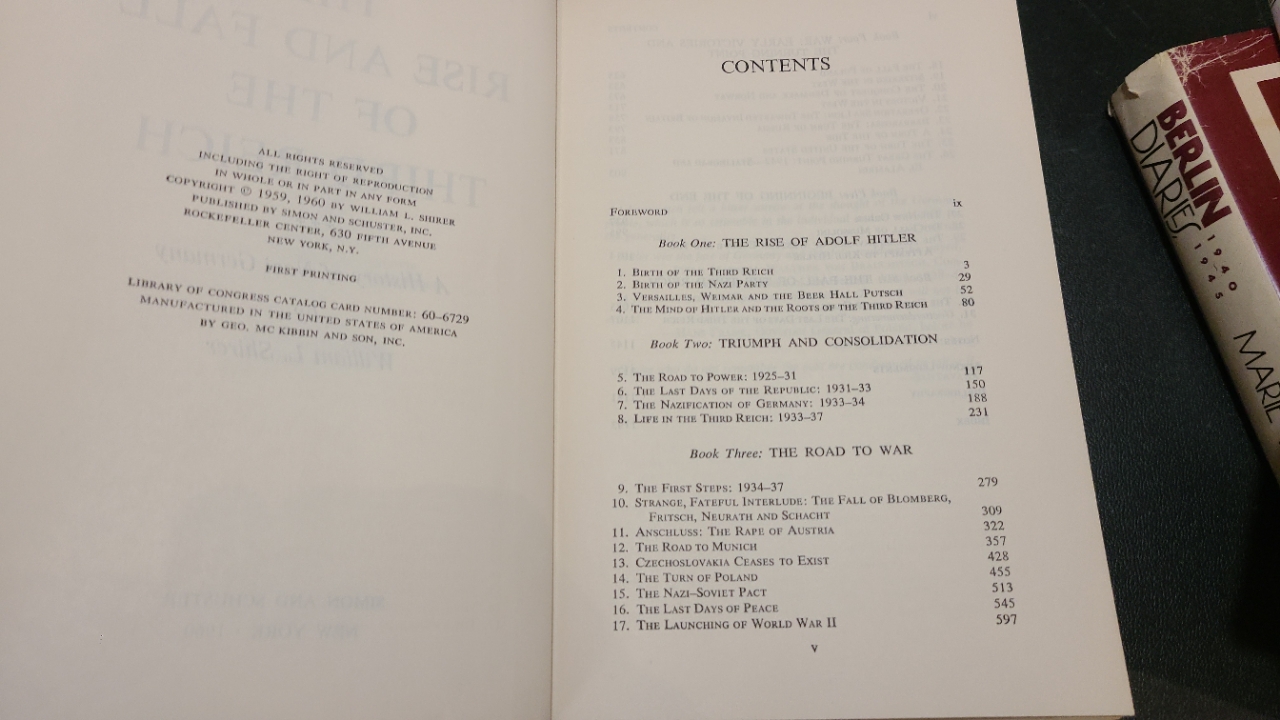 ALL RIGHTS RESERVED
INCLUDING THE RIGHT OF REPRODUCTION
IN WHOLE OR IN PART IN ANY FORM
COPYRIGHT © 1959, 1960 BY WILLIAM L. SHIRER
PUBLISHED BY SIMON AND SCHUSTER, INC.
ROCKEFELLER CENTER, 630 FIFTH AVENUE
NEW YORK, N.Y.
FIRST PRINTING
LIBRARY OF CONGRESS CATALOG CARD NUMBER: 60–6729
MANUFACTURED IN THE UNITED STATES OF AMERICA
BY GEO. MC KIBBIN AND SON, INC.
CONTENTS
FOREWORD ix
Book One: THE RISE OF ADOLF HITLER
1. BIRTH OF THE THIRD REICH 3
2. BIRTH OF THE NAZI PARTY 29
3. VERSAILLES, WEIMAR AND THE BEER HALL PUTSCH 52
4. THE MIND OF HITLER AND THE ROOTS OF THE THIRD REICH 80
Book Two: TRIUMPH AND CONSOLIDATION
5. THE ROAD TO POWER: 1925–31 117
6. THE LAST DAYS OF THE REPUBLIC: 1931–33 150
7. THE NAZIFICATION OF GERMANY: 1933–34 188
8. LIFE IN THE THIRD REICH: 1933–37 231
Book Three: THE ROAD TO WAR
9. THE FIRST STEPS: 1934–37 279
10. STRANGE, FATEFUL INTERLUDE: THE FALL OF BLOMBERG,
FRITSCH, NEURATH AND SCHACHT 309
11. ANSCHLUSS: THE RAPE OF AUSTRIA 322
12. THE ROAD TO MUNICH 357
13. CZECHOSLOVAKIA CEASES TO EXIST 428
14. THE TURN OF POLAND 455
15. THE NAZI–SOVIET PACT 513
16. THE LAST DAYS OF PEACE 545
17. THE LAUNCHING OF WORLD WAR II 597
v
BERLIN
DIARIES,
1940
1945
MARIE